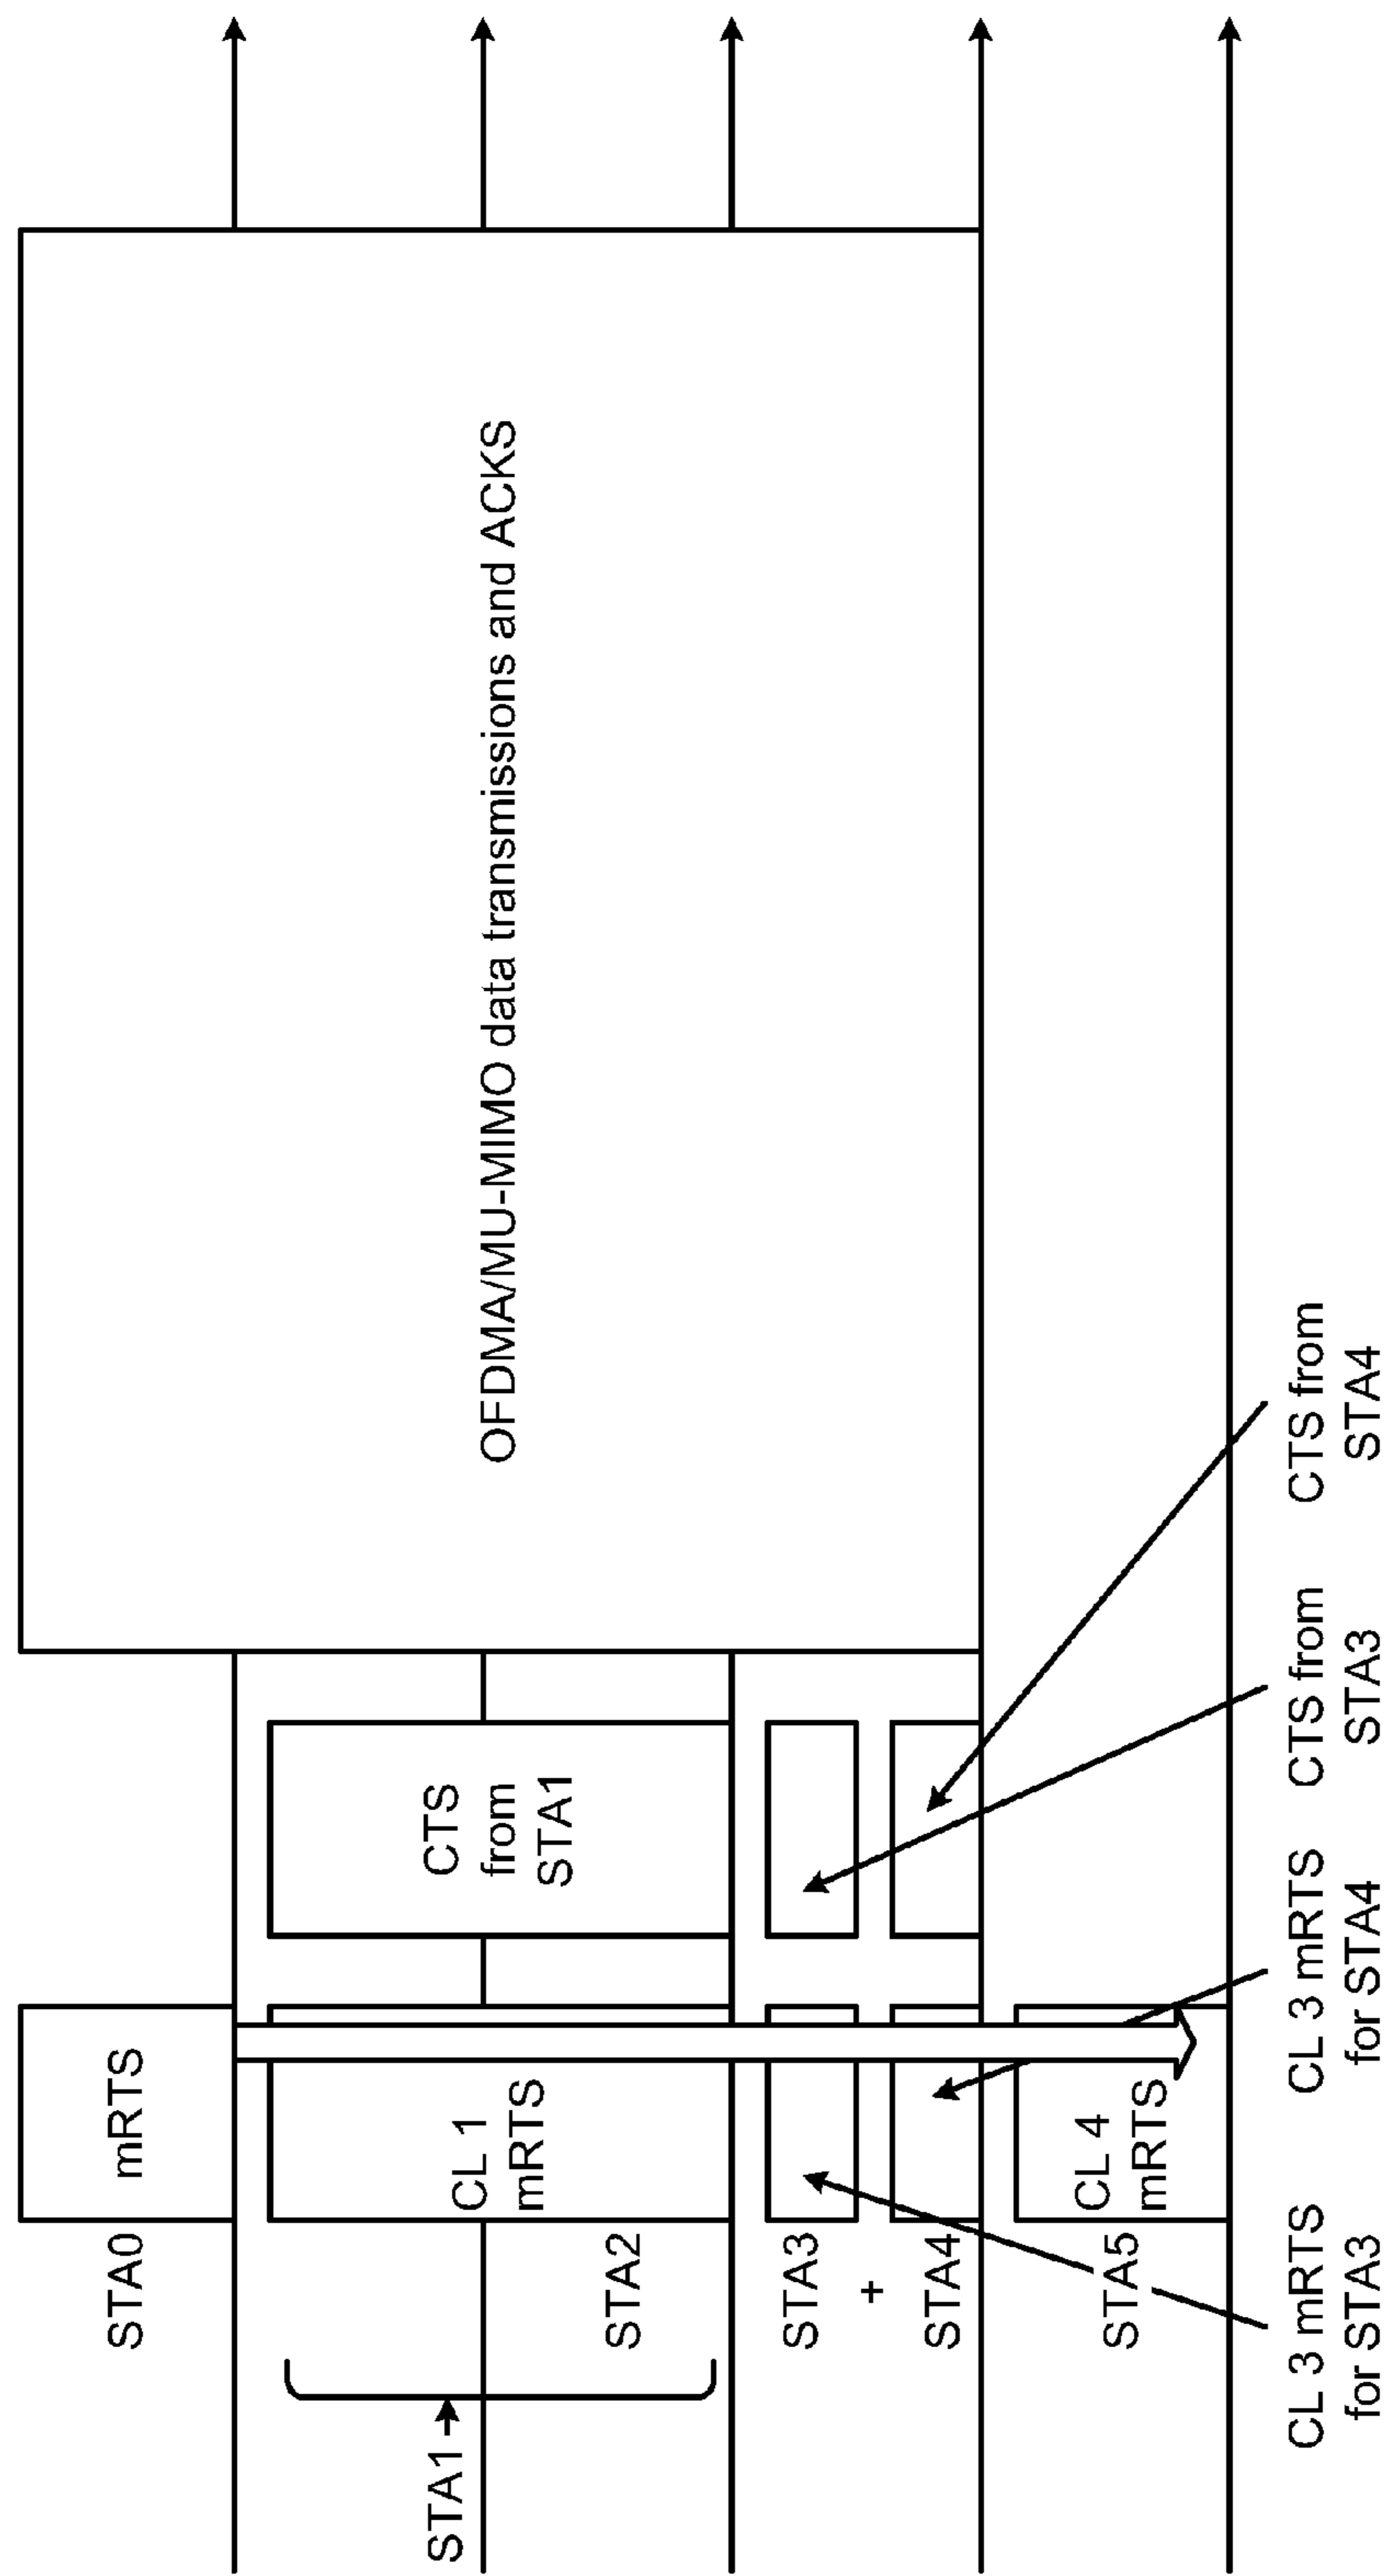 STA0
mRTS
STA1
STA2
CL 1
mRTS
CTS
from
STA1
OFDMA/MU-MIMO data transmissions and ACKS
STA3
+
STA4
STA5
CL 4
mRTS
CL 3 mRTS
for STA3
CL 3 mRTS
for STA4
CTS from
STA3
CTS from
STA4